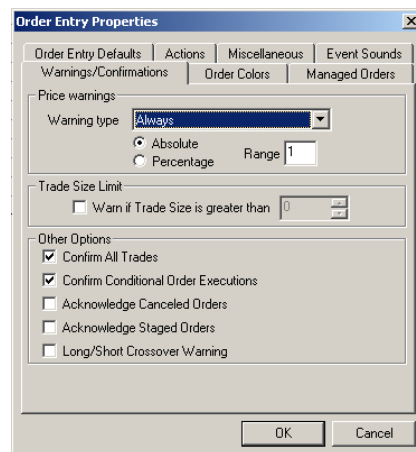 Order Entry Properties
Order Entry Defaults Actions Miscellaneous Event Sounds
Warnings/Confirmations Order Colors Managed Orders
Price warnings
Warning type Always
Absolute
Percentage
Range 1
Trade Size Limit
Warn if Trade Size is greater than 0
Other Options
Confirm All Trades
Confirm Conditional Order Executions
Acknowledge Canceled Orders
Acknowledge Staged Orders
Long/Short Crossover Warning
OK Cancel